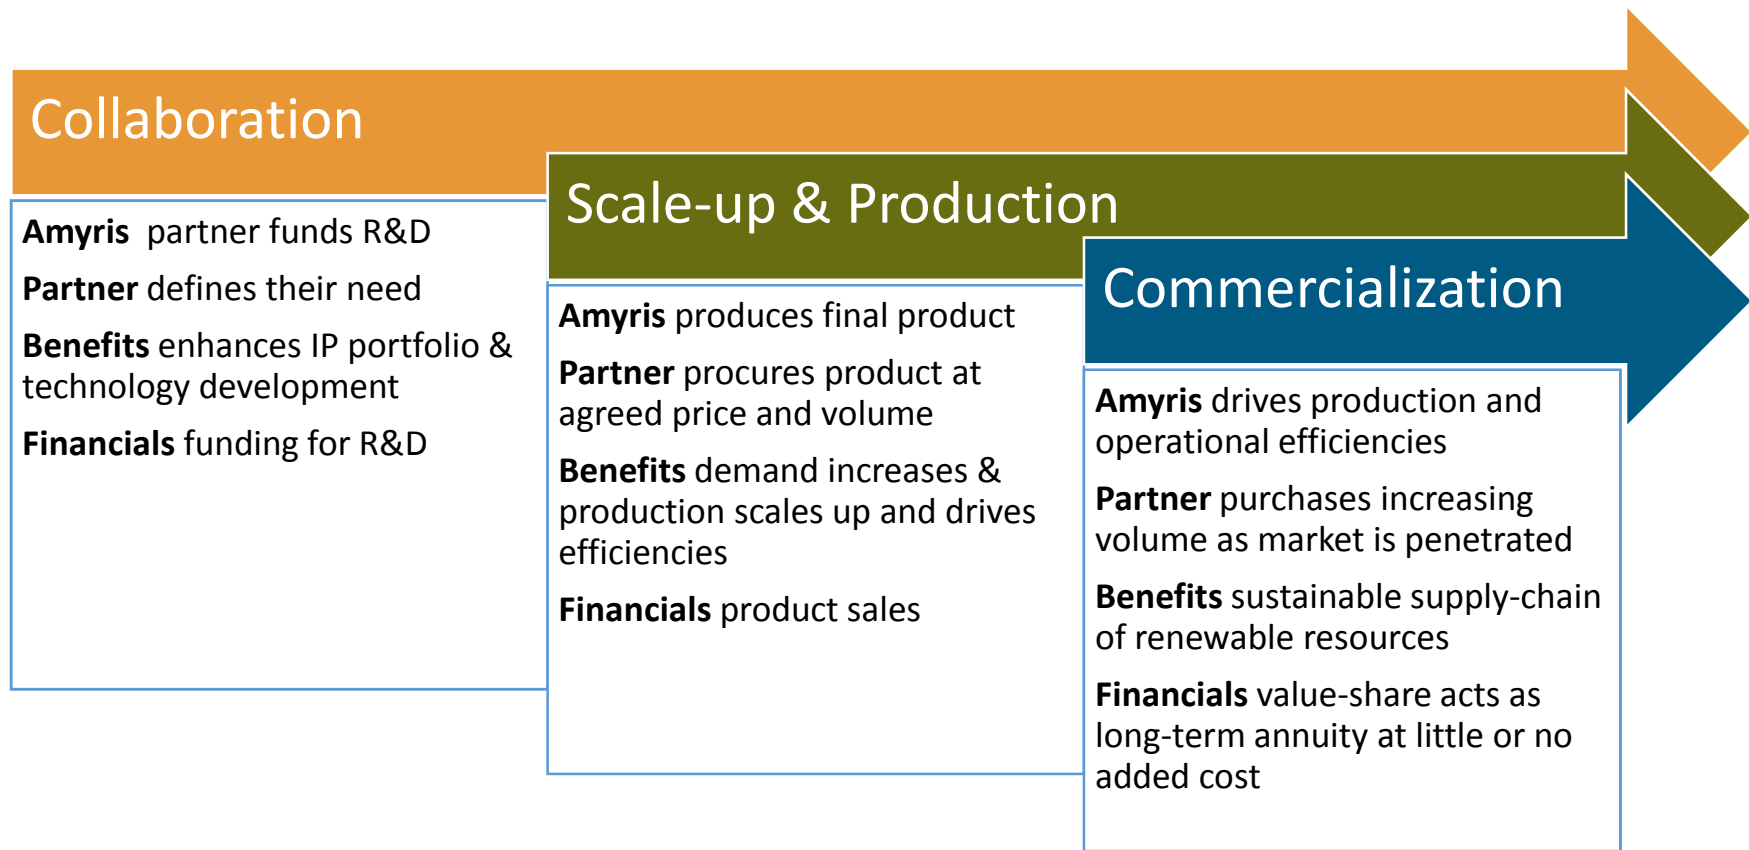 Collaboration
Amyris  partner funds R&D
Partner defines their need
Benefits enhances IP portfolio &
technology development
Financials funding for R&D
Scale-up & Production
Amyris produces final product
Partner procures product at
agreed price and volume
Benefits demand increases &
production scales up and drives
efficiencies
Financials product sales
Commercialization
Amyris drives production and
operational efficiencies
Partner purchases increasing
volume as market is penetrated
Benefits sustainable supply-chain
of renewable resources
Financials value-share acts as
long-term annuity at little or no
added cost